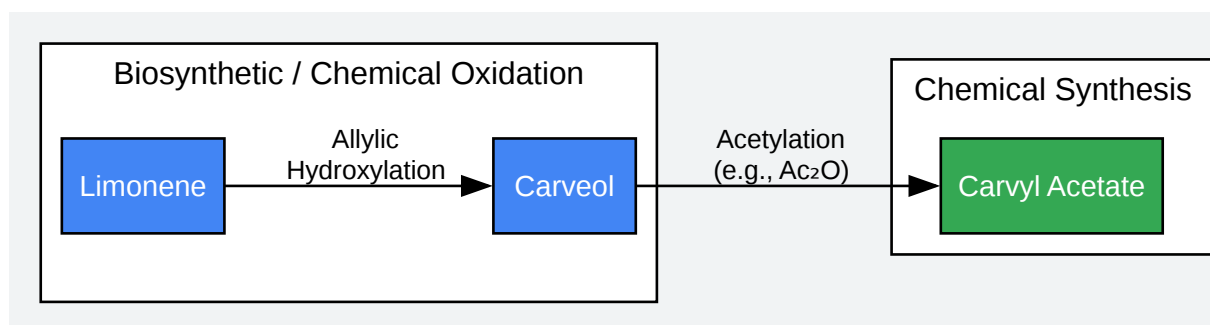 Biosynthetic / Chemical Oxidation
Chemical Synthesis
Allylic
Hydroxylation
Acetylation
(e.g., Ac₂O)
Limonene
Carveol
Carvyl Acetate